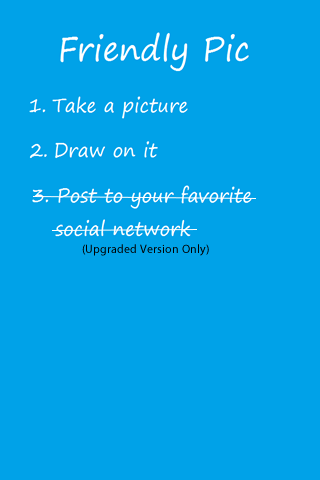 Friendly Pic
1. Take a picture
2. Draw on it
3. Post to your favorite
social network
(Upgraded Version Only)